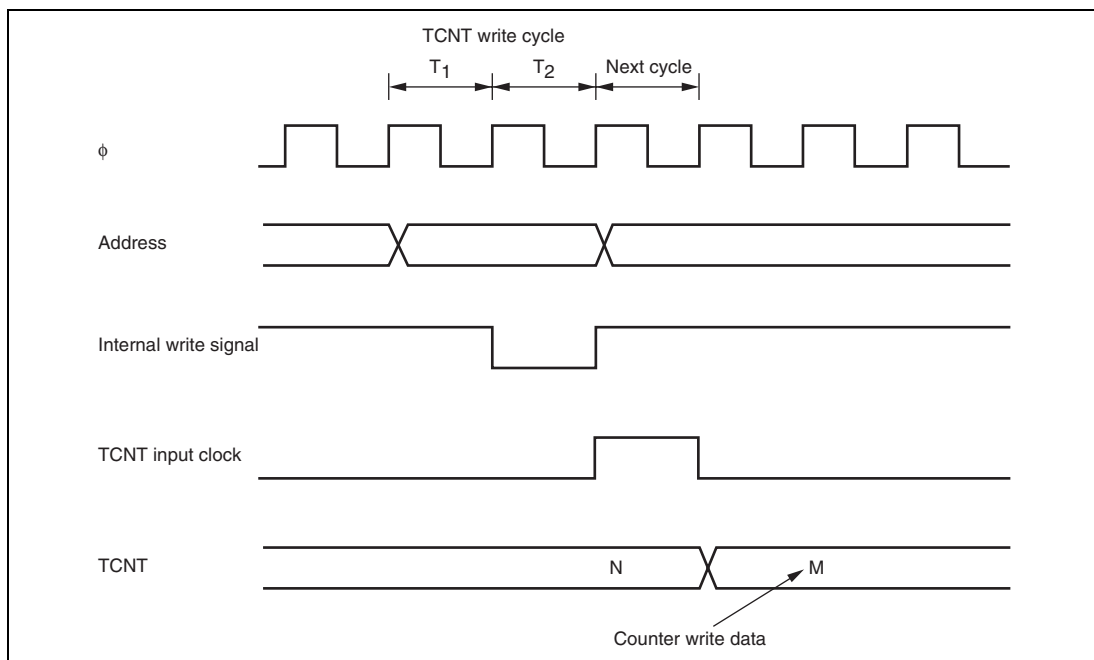 TCNT write cycle
T1 T2 Next cycle
ϕ
Address
Internal write signal
TCNT input clock
TCNT N M
Counter write data